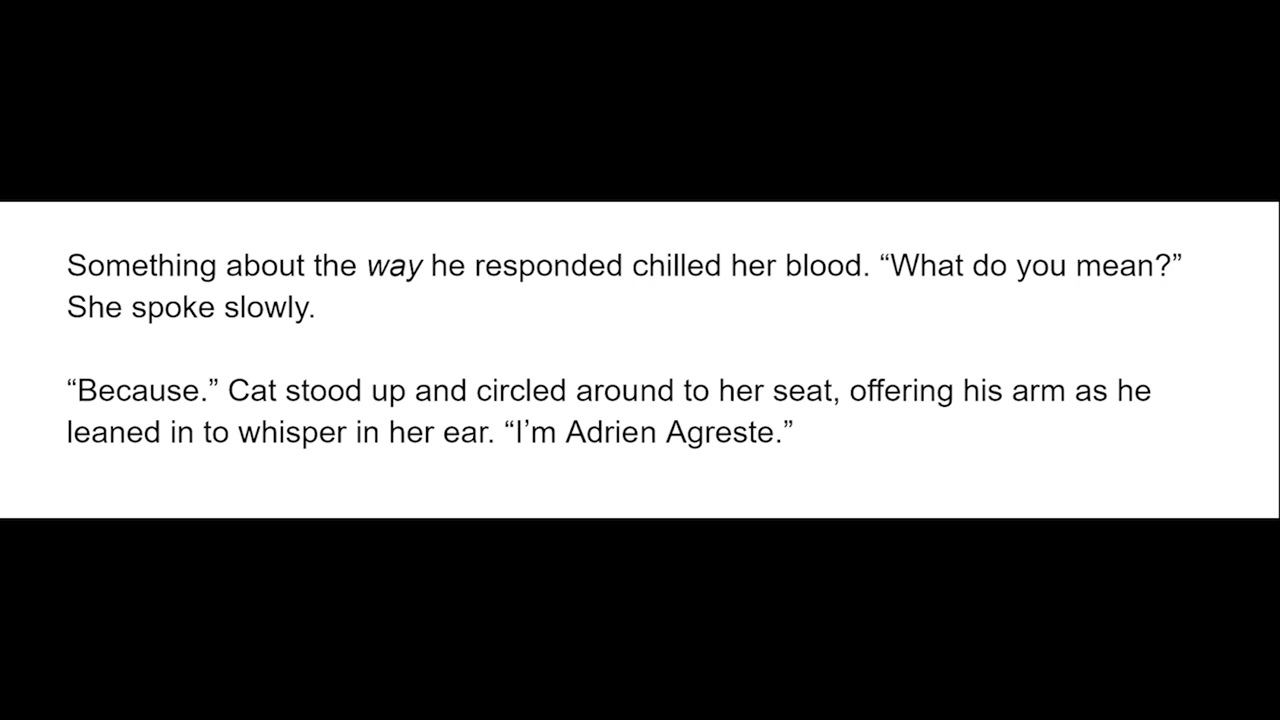 Something about the way he responded chilled her blood. “What do you mean?”
She spoke slowly.
“Because.” Cat stood up and circled around to her seat, offering his arm as he
leaned in to whisper in her ear. “I’m Adrien Agreste.”